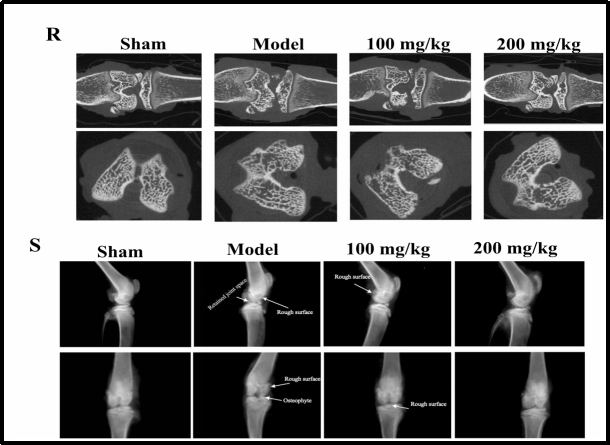 R
Sham Model 100 mg/kg 200 mg/kg
S
Sham Model 100 mg/kg 200 mg/kg
Retained joint space
Rough surface
Rough surface
Rough surface
Osteophyte
Rough surface